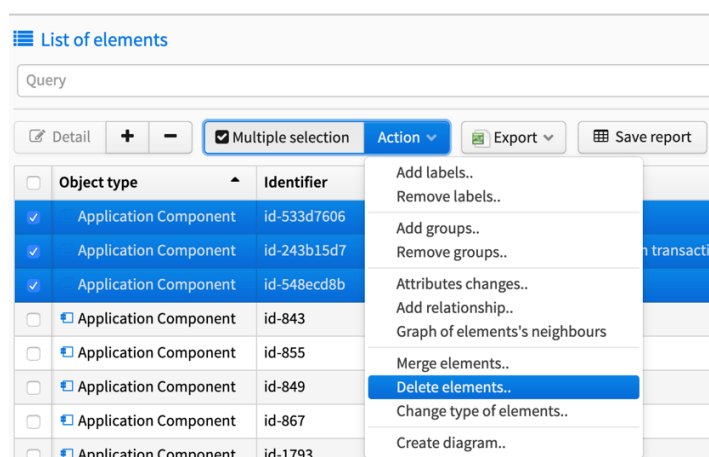 List of elements
Query
Detail + − Multiple selection Action Export Save report
Object type Identifier
Add labels..
Remove labels..
Application Component id-533d7606
Add groups..
Application Component id-243b15d7 Remove groups.. transacti
Application Component id-548ecd8b Attributes changes..
Add relationship..
Application Component id-843
Graph of elements's neighbours
Application Component id-855
Merge elements..
Application Component id-849 Delete elements..
Application Component id-867 Change type of elements..
Create diagram..
Application Component id-1793